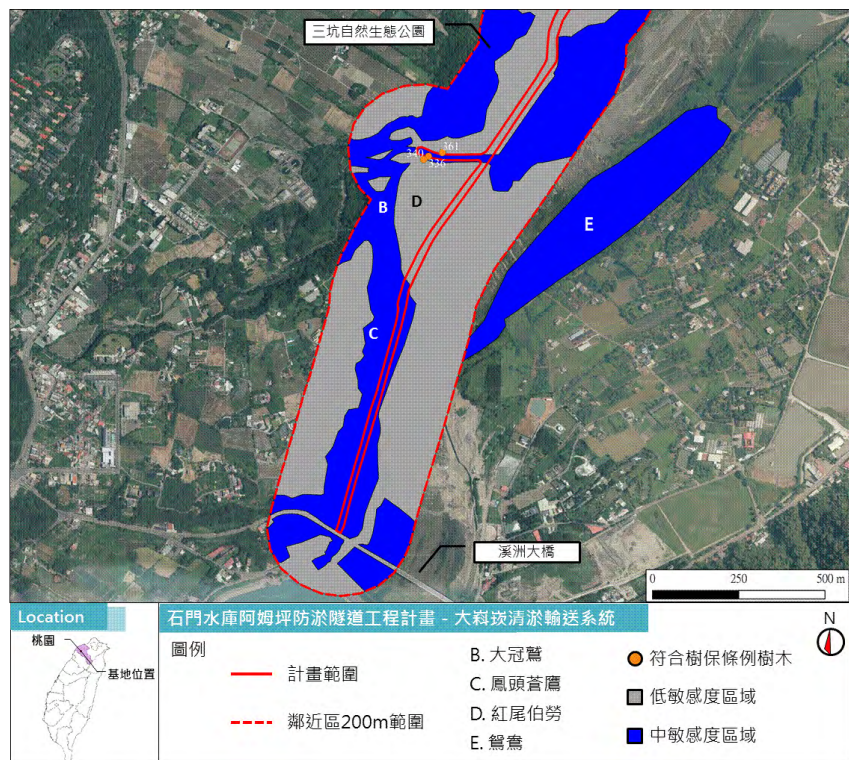 三坑自然生態公園
361
340
336
B
D
E
C
溪洲大橋
0 250 500 m
Location
石門水庫阿姆坪防淤隧道工程計畫 - 大嵙崁清淤輸送系統
N
桃園
基地位置
圖例
計畫範圍
鄰近區200m範圍
B. 大冠鷲
C. 鳳頭蒼鷹
D. 紅尾伯勞
E. 鴛鴦
符合樹保條例樹木
低敏感度區域
中敏感度區域